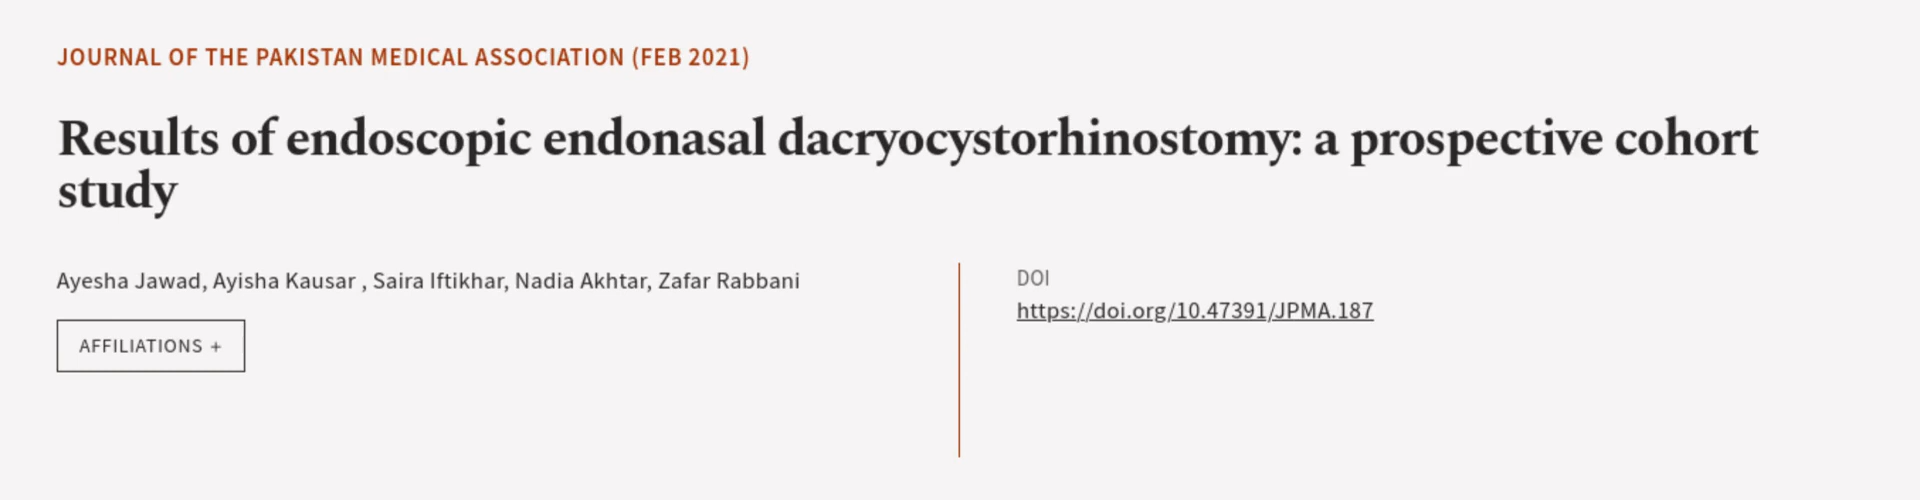 JOURNAL OF THE PAKISTAN MEDICAL ASSOCIATION (FEB 2021)
Results of endoscopic endonasal dacryocystorhinostomy: a prospective cohort
study
Ayesha Jawad, Ayisha Kausar , Saira Iftikhar, Nadia Akhtar, Zafar Rabbani
AFFILIATIONS +
DOI
https://doi.org/10.47391/JPMA.187